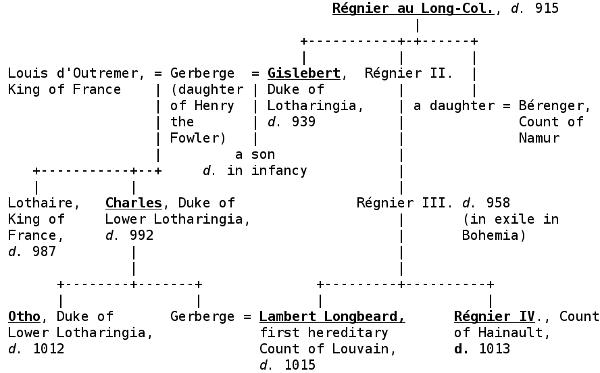 Régnier au Long-Col., d. 915
Louis d'Outremer, = Gerberge = Gislebert, Régnier II.
King of France (daughter Duke of
of Henry Lotharingia, a daughter = Bérenger,
the d. 939 Count of
Fowler) Namur
a son
d. in infancy
Lothaire, Charles, Duke of Régnier III. d. 958
King of Lower Lotharingia, (in exile in
France, d. 992 Bohemia)
d. 987
Otho, Duke of Gerberge = Lambert Longbeard, Régnier IV., Count
Lower Lotharingia, first hereditary of Hainault,
d. 1012 Count of Louvain, d. 1013
d. 1015